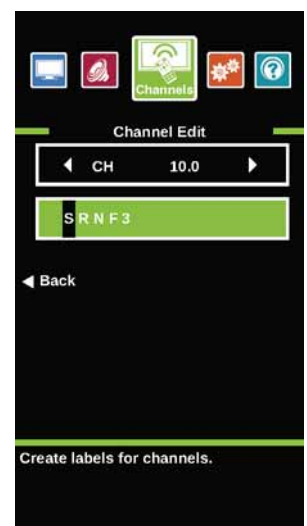 Channels
Channel Edit
CH 10.0
SRNF3
Back
Create labels for channels.